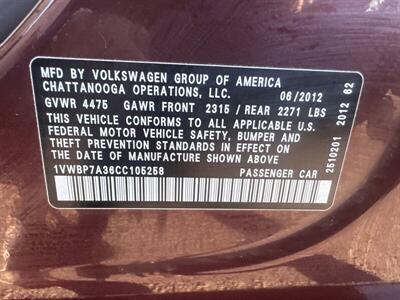 MFD BY VOLKSWAGEN GROUP OF AMERICA
CHATTANOOGA OPERATIONS, LLC. 06/2012
GVWR 4475 GAWR FRONT 2315 / REAR 2271 LBS
THIS VEHICLE CONFORMS TO ALL APPLICABLE U.S.
FEDERAL MOTOR VEHICLE SAFETY, BUMPER AND
THEFT PREVENTION STANDARDS IN EFFECT ON THE
DATE OF MANUFACTURE SHOWN ABOVE.
1VWBP7A36CC105258 PASSENGER CAR
2510201 2012 62